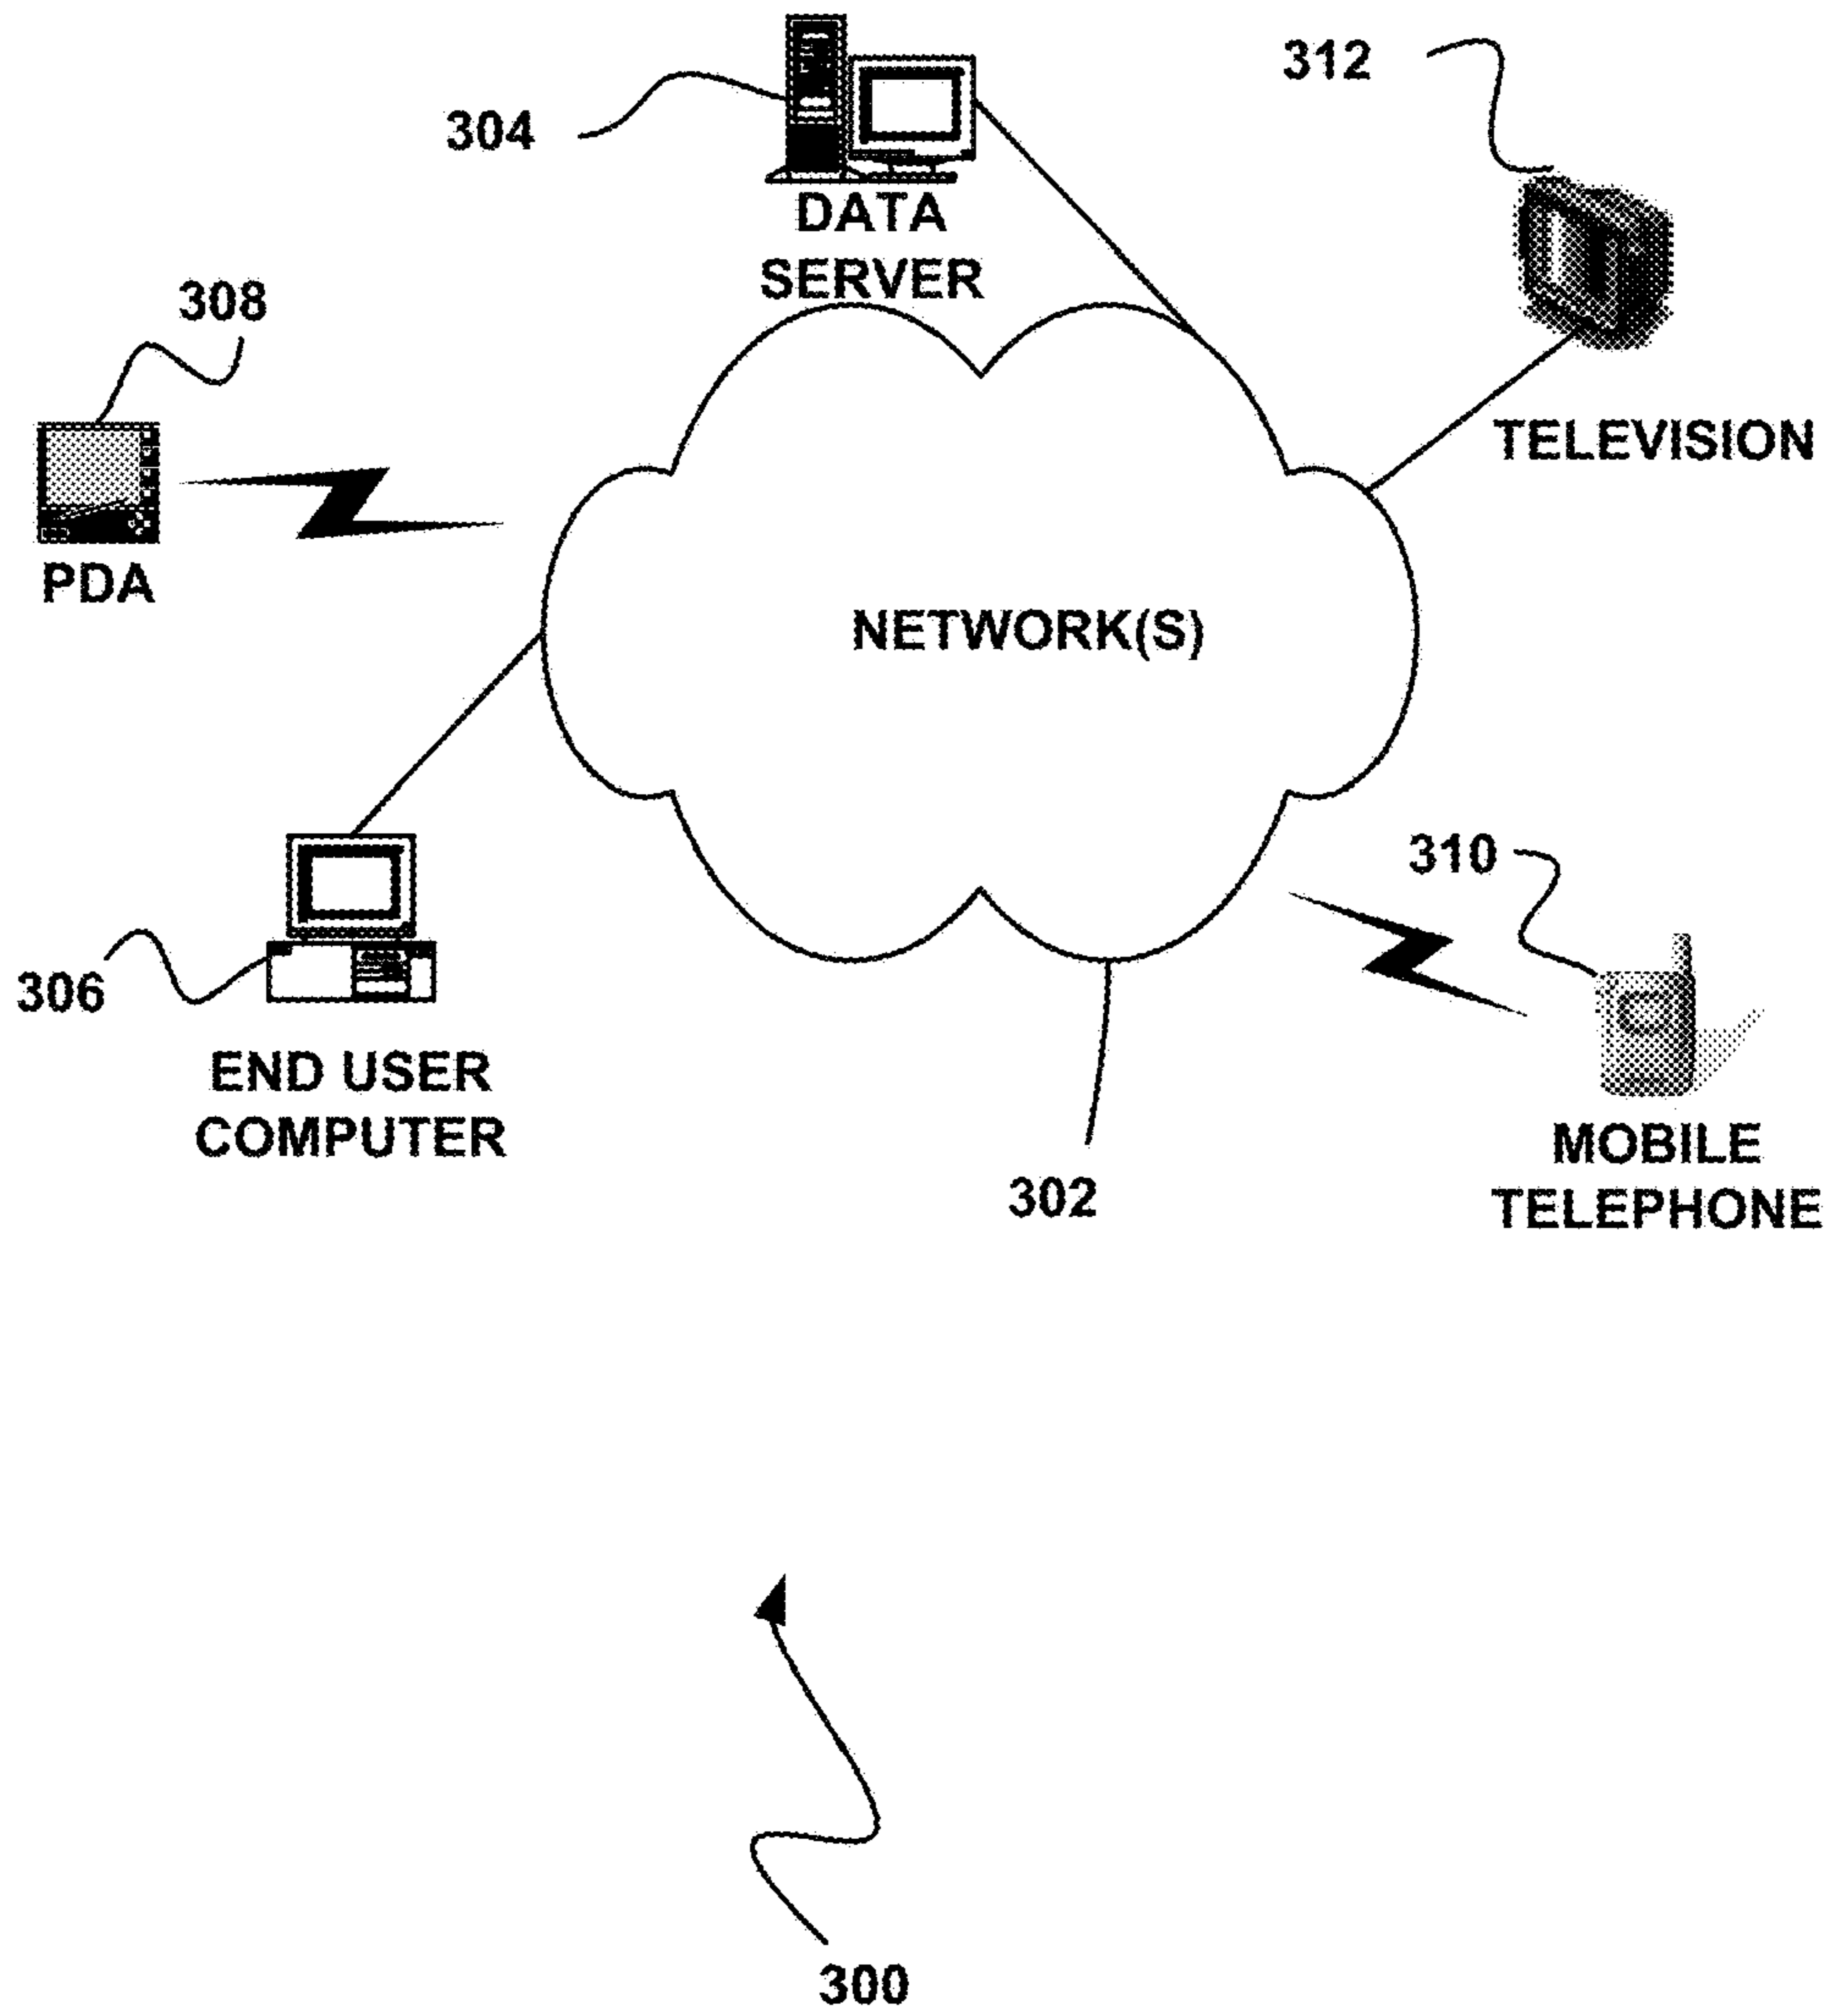 312
304
DATA
SERVER
308
TELEVISION
PDA
NETWORK(S)
310
306
END USER
COMPUTER
MOBILE
TELEPHONE
302
300